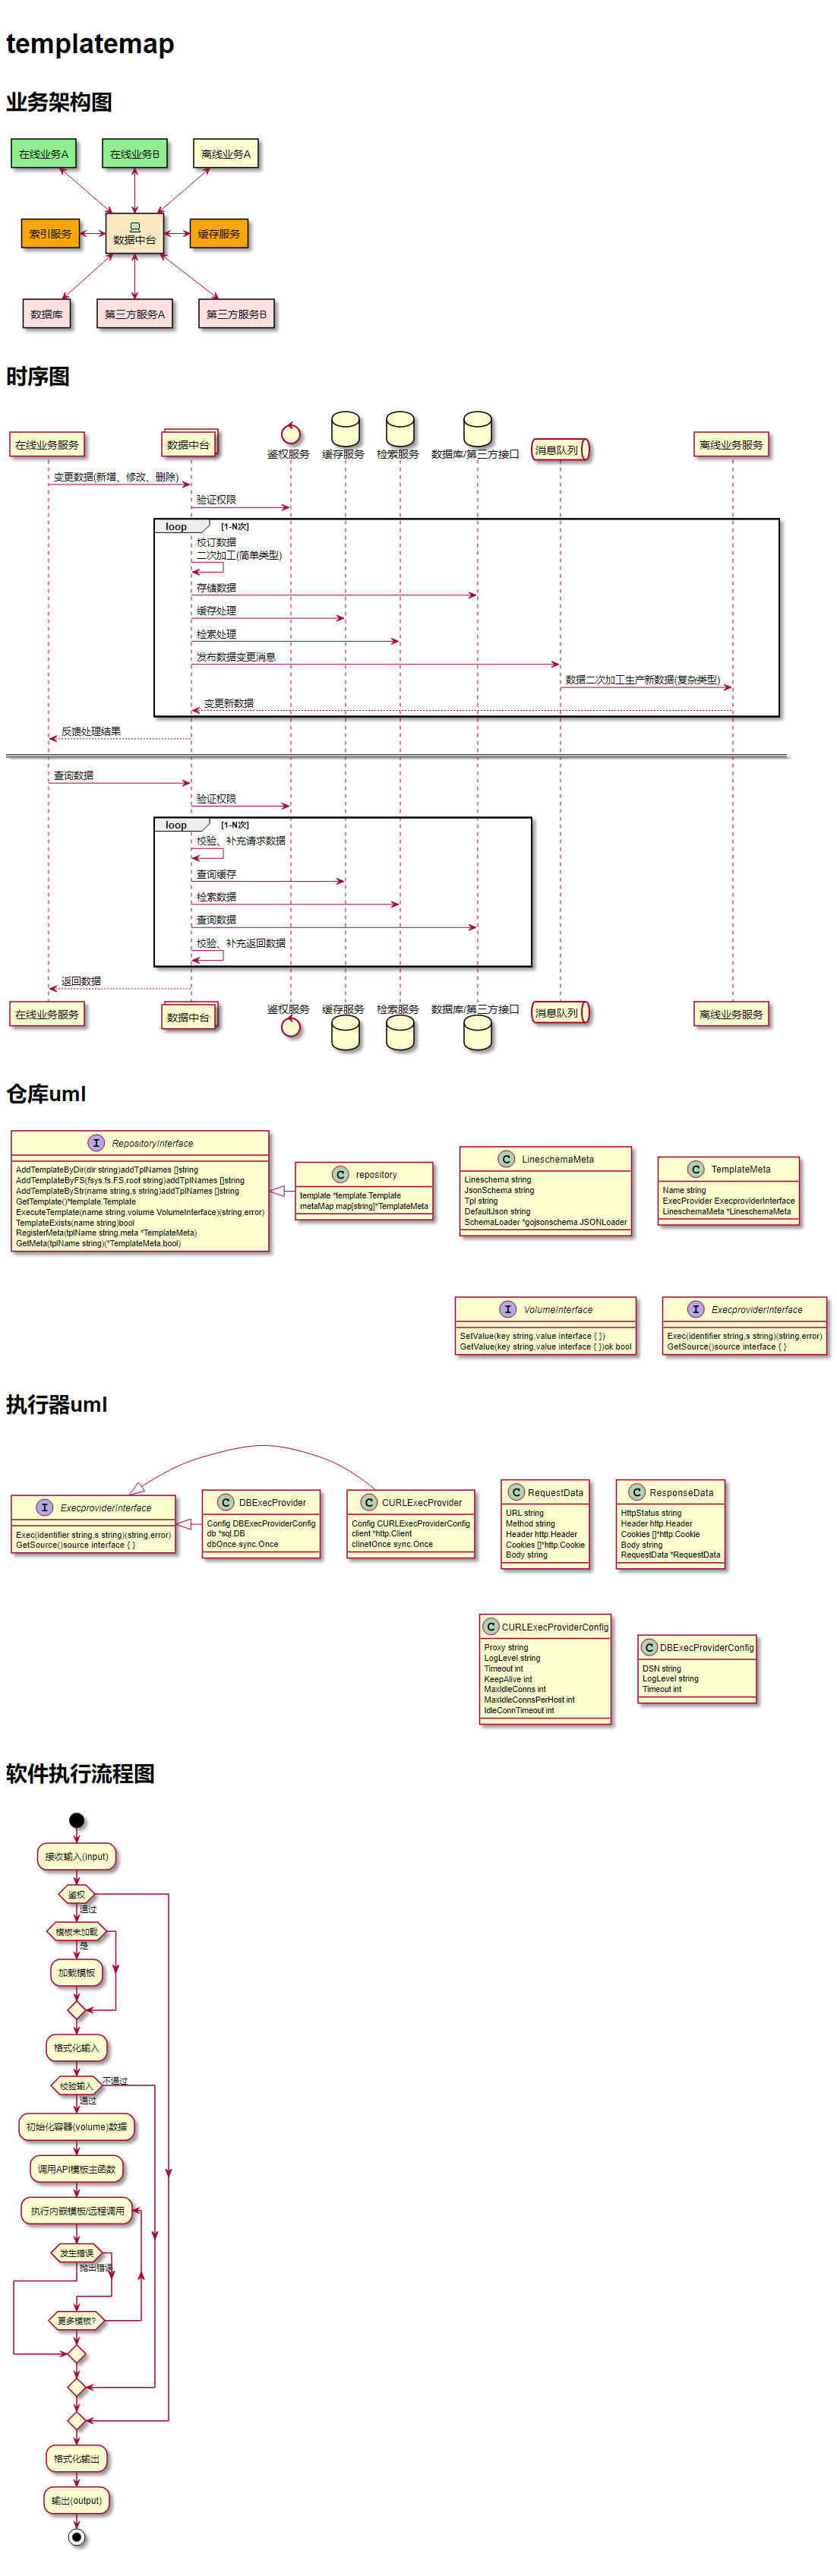 templatemap
业务架构图
在线业务A
在线业务B
离线业务A
索引服务
数据中台
缓存服务
数据库
第三方服务A
第三方服务B
时序图
在线业务服务
数据中台
鉴权服务
缓存服务
检索服务
数据库/第三方接口
消息队列
离线业务服务
变更数据(新增、修改、删除)
验证权限
loop [1-N次]
校订数据
二次加工(简单类型)
存储数据
缓存处理
检索处理
发布数据变更消息
数据二次加工生产新数据(复杂类型)
变更新数据
反馈处理结果
查询数据
验证权限
loop [1-N次]
校验、补充请求数据
查询缓存
检索数据
查询数据
校验、补充返回数据
返回数据
在线业务服务
数据中台
鉴权服务
缓存服务
检索服务
数据库/第三方接口
消息队列
离线业务服务
仓库uml
I RepositoryInterface
AddTemplateByDir(dir string)addTplNames []string
AddTemplateByFS(fsys fs.FS,root string)addTplNames []string
AddTemplateByStr(name string,s string)addTplNames []string
GetTemplate()*template.Template
ExecuteTemplate(name string,volume VolumeInterface)(string,error)
TemplateExists(name string)bool
RegisterMeta(tplName string,meta *TemplateMeta)
GetMeta(tplName string)(*TemplateMeta,bool)
C repository
template *template.Template
metaMap map[string]*TemplateMeta
C LineschemaMeta
Lineschema string
JsonSchema string
Tpl string
DefaultJson string
SchemaLoader *gojsonschema.JSONLoader
C TemplateMeta
Name string
ExecProvider ExecproviderInterface
LineschemaMeta *LineschemaMeta
I VolumeInterface
SetValue(key string,value interface { })
GetValue(key string,value interface { })ok bool
I ExecproviderInterface
Exec(identifier string,s string)(string,error)
GetSource()source interface { }
执行器uml
I ExecproviderInterface
Exec(identifier string,s string)(string,error)
GetSource()source interface { }
C DBExecProvider
Config DBExecProviderConfig
db *sql.DB
dbOnce sync.Once
C CURLExecProvider
Config CURLExecProviderConfig
client *http.Client
clinetOnce sync.Once
C RequestData
URL string
Method string
Header http.Header
Cookies []*http.Cookie
Body string
C ResponseData
HttpStatus string
Header http.Header
Cookies []*http.Cookie
Body string
RequestData *RequestData
C CURLExecProviderConfig
Proxy string
LogLevel string
Timeout int
KeepAlive int
MaxIdleConns int
MaxIdleConnsPerHost int
IdleConnTimeout int
C DBExecProviderConfig
DSN string
LogLevel string
Timeout int
软件执行流程图
接收输入(input)
鉴权
通过
模板未加载
是
加载模板
格式化输入
校验输入
不通过
通过
初始化容器(volume)数据
调用API模板主函数
执行内嵌模板/远程调用
发生错误
抛出错误
更多模板?
格式化输出
输出(output)